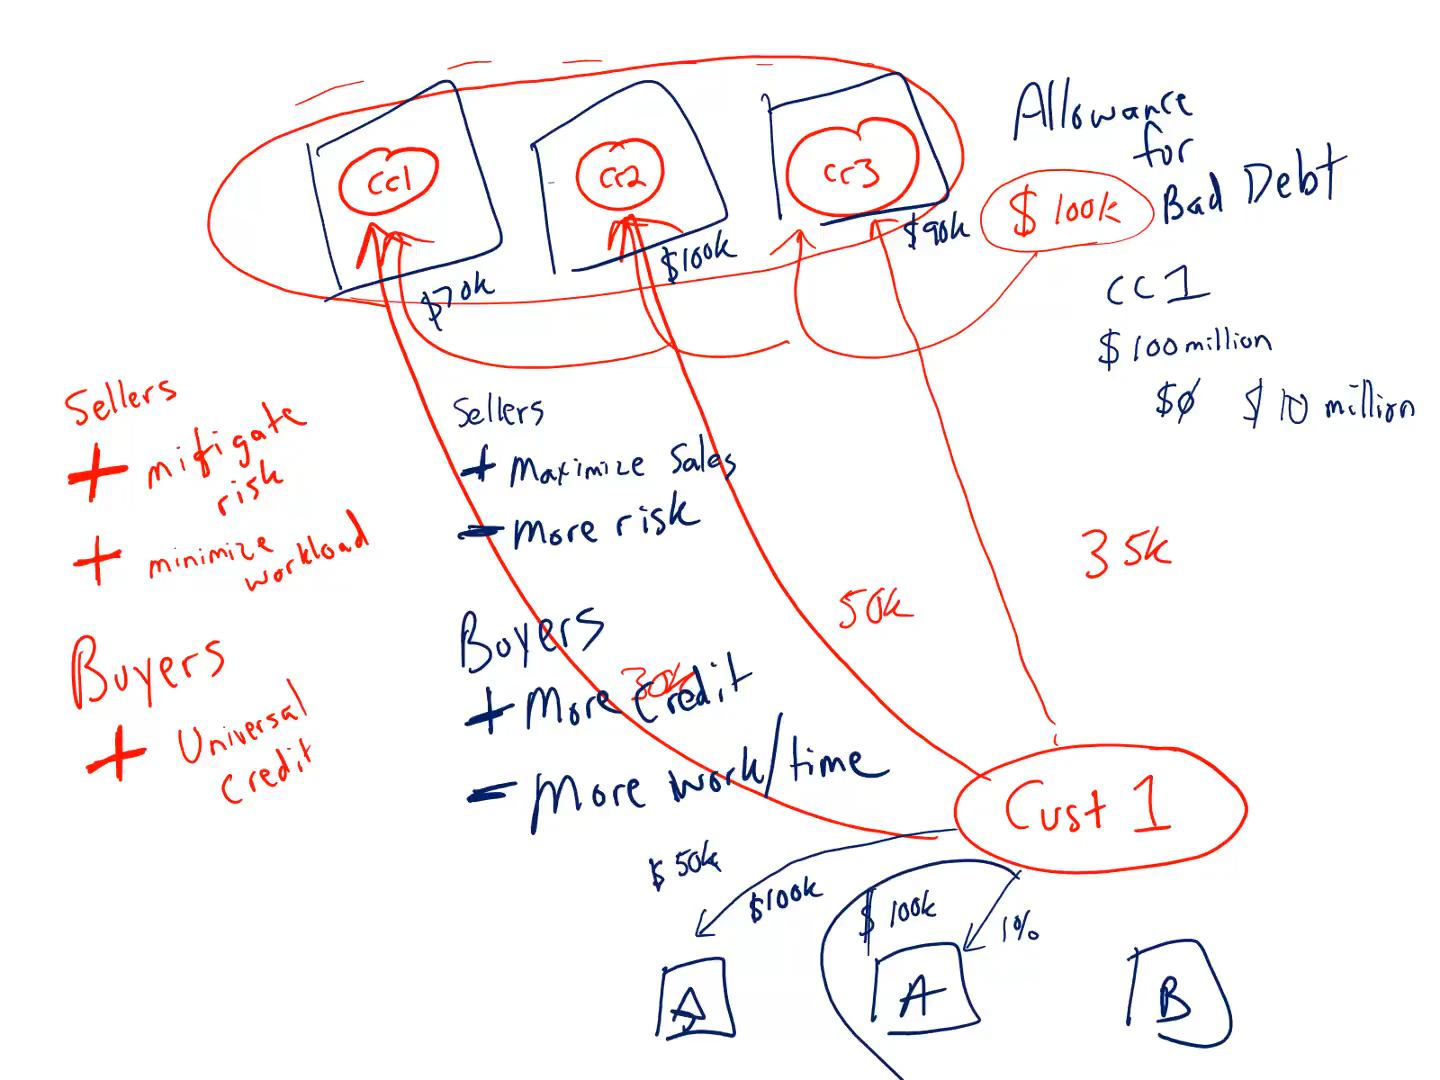 CC1
CC2
CC3
$70k
$100k
$90k
Allowance
for
Bad Debt
$100k
CC1
$100 million
$0 $10 million
Sellers
+ mitigate
risk
+ minimize
workload
Buyers
+ Universal
Credit
Sellers
+ Maximize Sales
- More risk
Buyers
+ More Credit
- More work/time
30k
50k
35k
Cust 1
$50k
$100k
$100k
1%
A
B